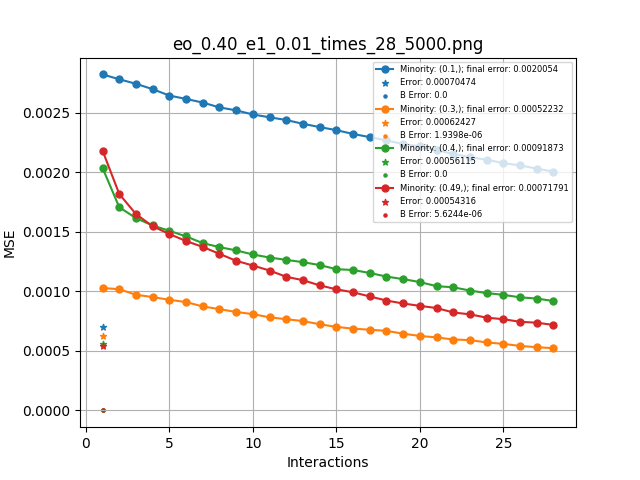 eo_0.40_e1_0.01_times_28_5000.png
Minority: (0.1,); final error: 0.0020054
Error: 0.00070474
B Error: 0.0
Minority: (0.3,); final error: 0.00052232
Error: 0.00062427
B Error: 1.9398e-06
Minority: (0.4,); final error: 0.00091873
Error: 0.00056115
B Error: 0.0
Minority: (0.49,); final error: 0.00071791
Error: 0.00054316
B Error: 5.6244e-06
MSE
0.0025
0.0020
0.0015
0.0010
0.0005
0.0000
0 5 10 15 20 25
Interactions